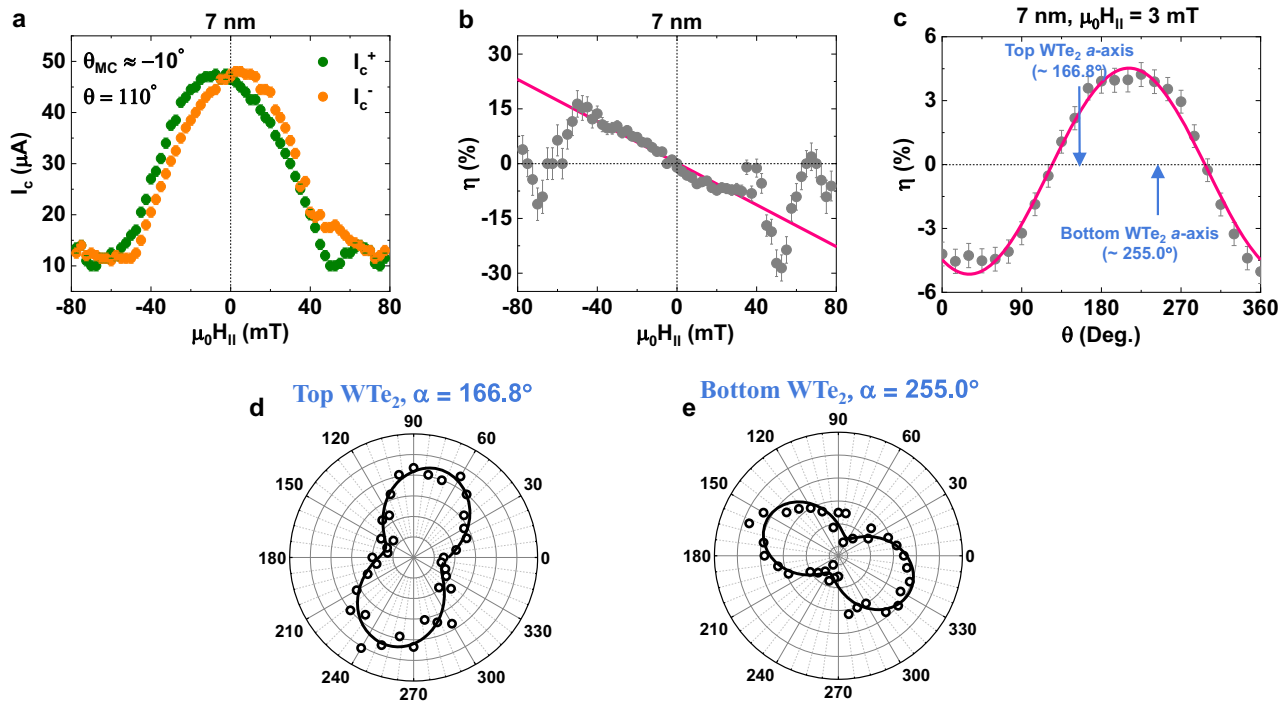 a
7 nm
θMC ≈ −10°
θ = 110°
Ic+
Ic-
50
40
30
20
10
Ic (μA)
-80
-40
0
40
80
μ0HII (mT)
b
7 nm
30
15
0
-15
-30
η (%)
-80
-40
0
40
80
μ0HII (mT)
c
7 nm, μ0HII = 3 mT
Top WTe2 a-axis
(~ 166.8°)
Bottom WTe2 a-axis
(~ 255.0°)
6
3
0
-3
-6
η (%)
0
90
180
270
360
θ (Deg.)
d
Top WTe2, α = 166.8°
90
60
30
0
330
300
270
240
210
180
150
120
e
Bottom WTe2, α = 255.0°
90
60
30
0
330
300
270
240
210
180
150
120